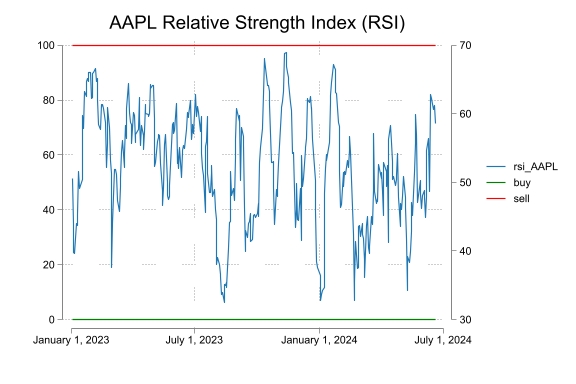 AAPL Relative Strength Index (RSI)
100
80
60
40
20
0
70
60
50
40
30
January 1, 2023
July 1, 2023
January 1, 2024
July 1, 2024
rsi_AAPL
buy
sell